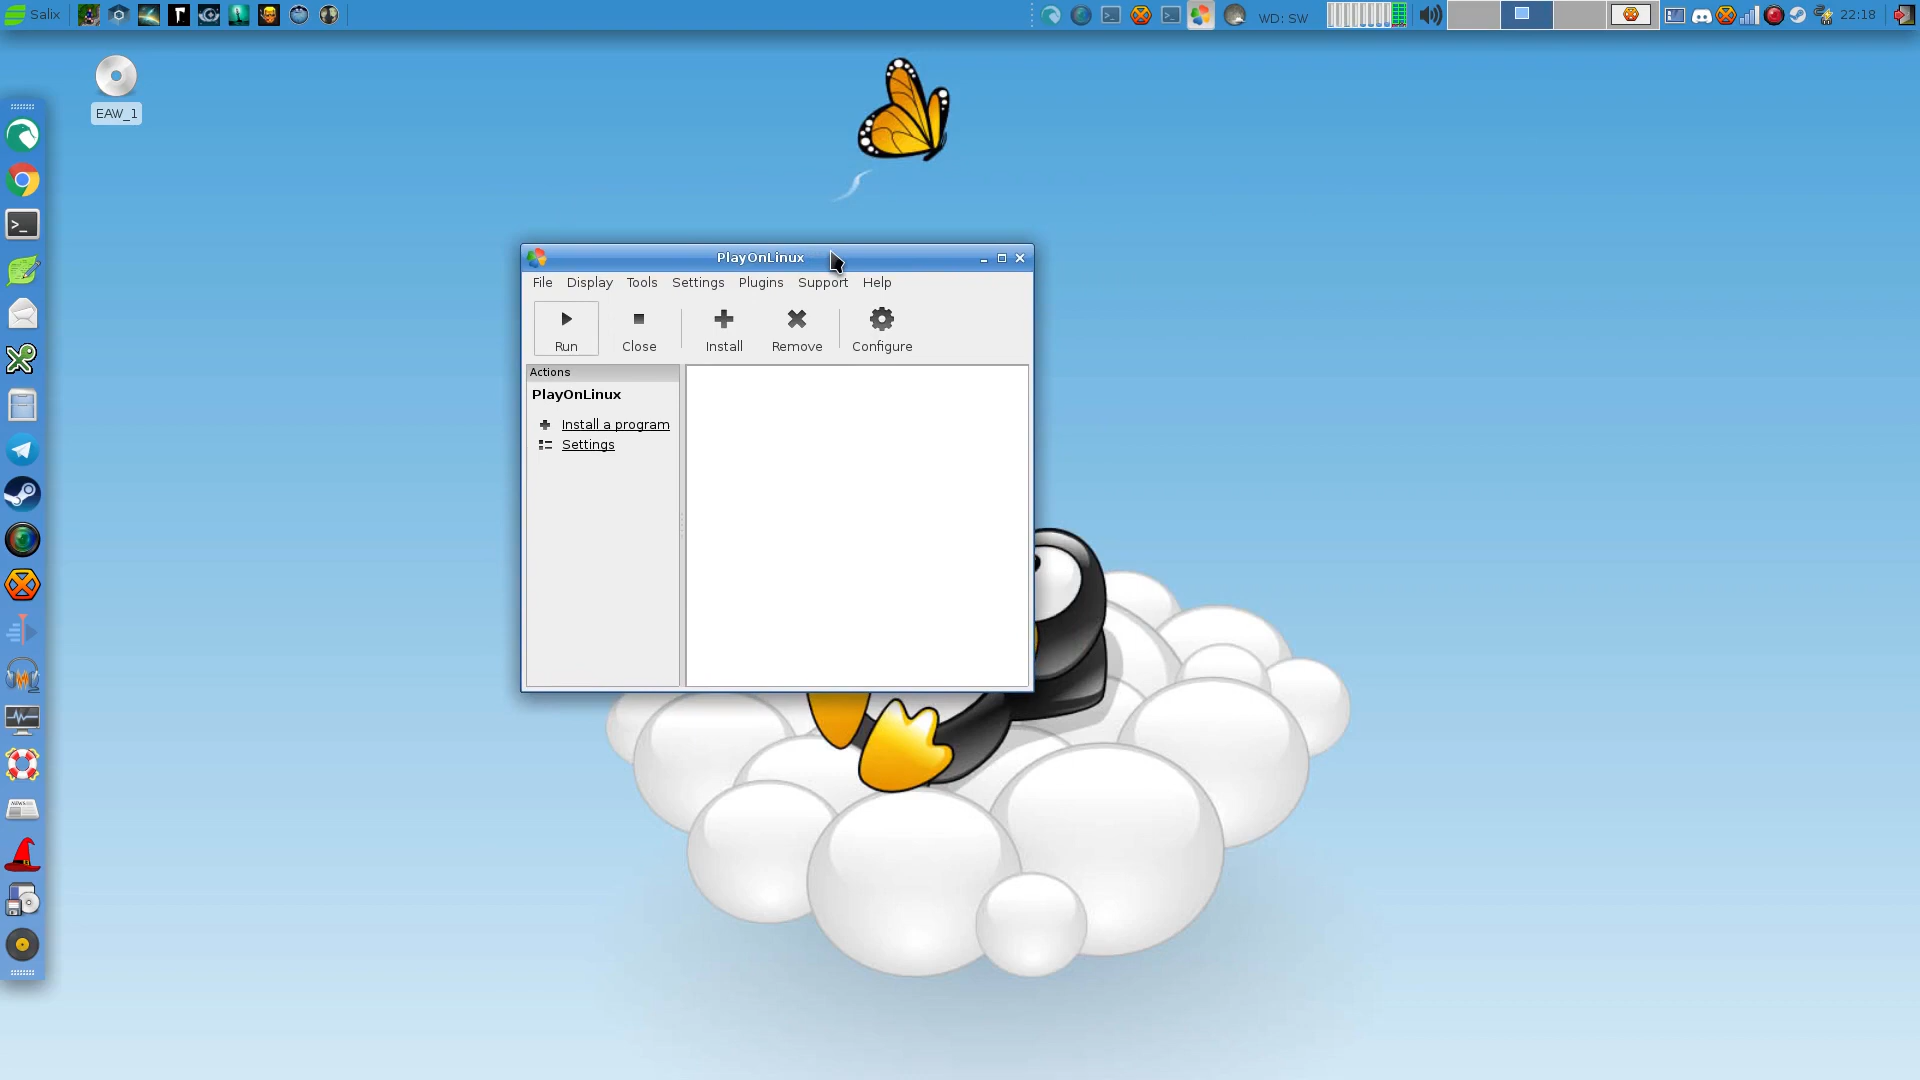 Salix
WD: SW
22:18
EAW_1
PlayOnLinux
File Display Tools Settings Plugins Support Help
Run Close Install Remove Configure
Actions
PlayOnLinux
Install a program
Settings
NEWS